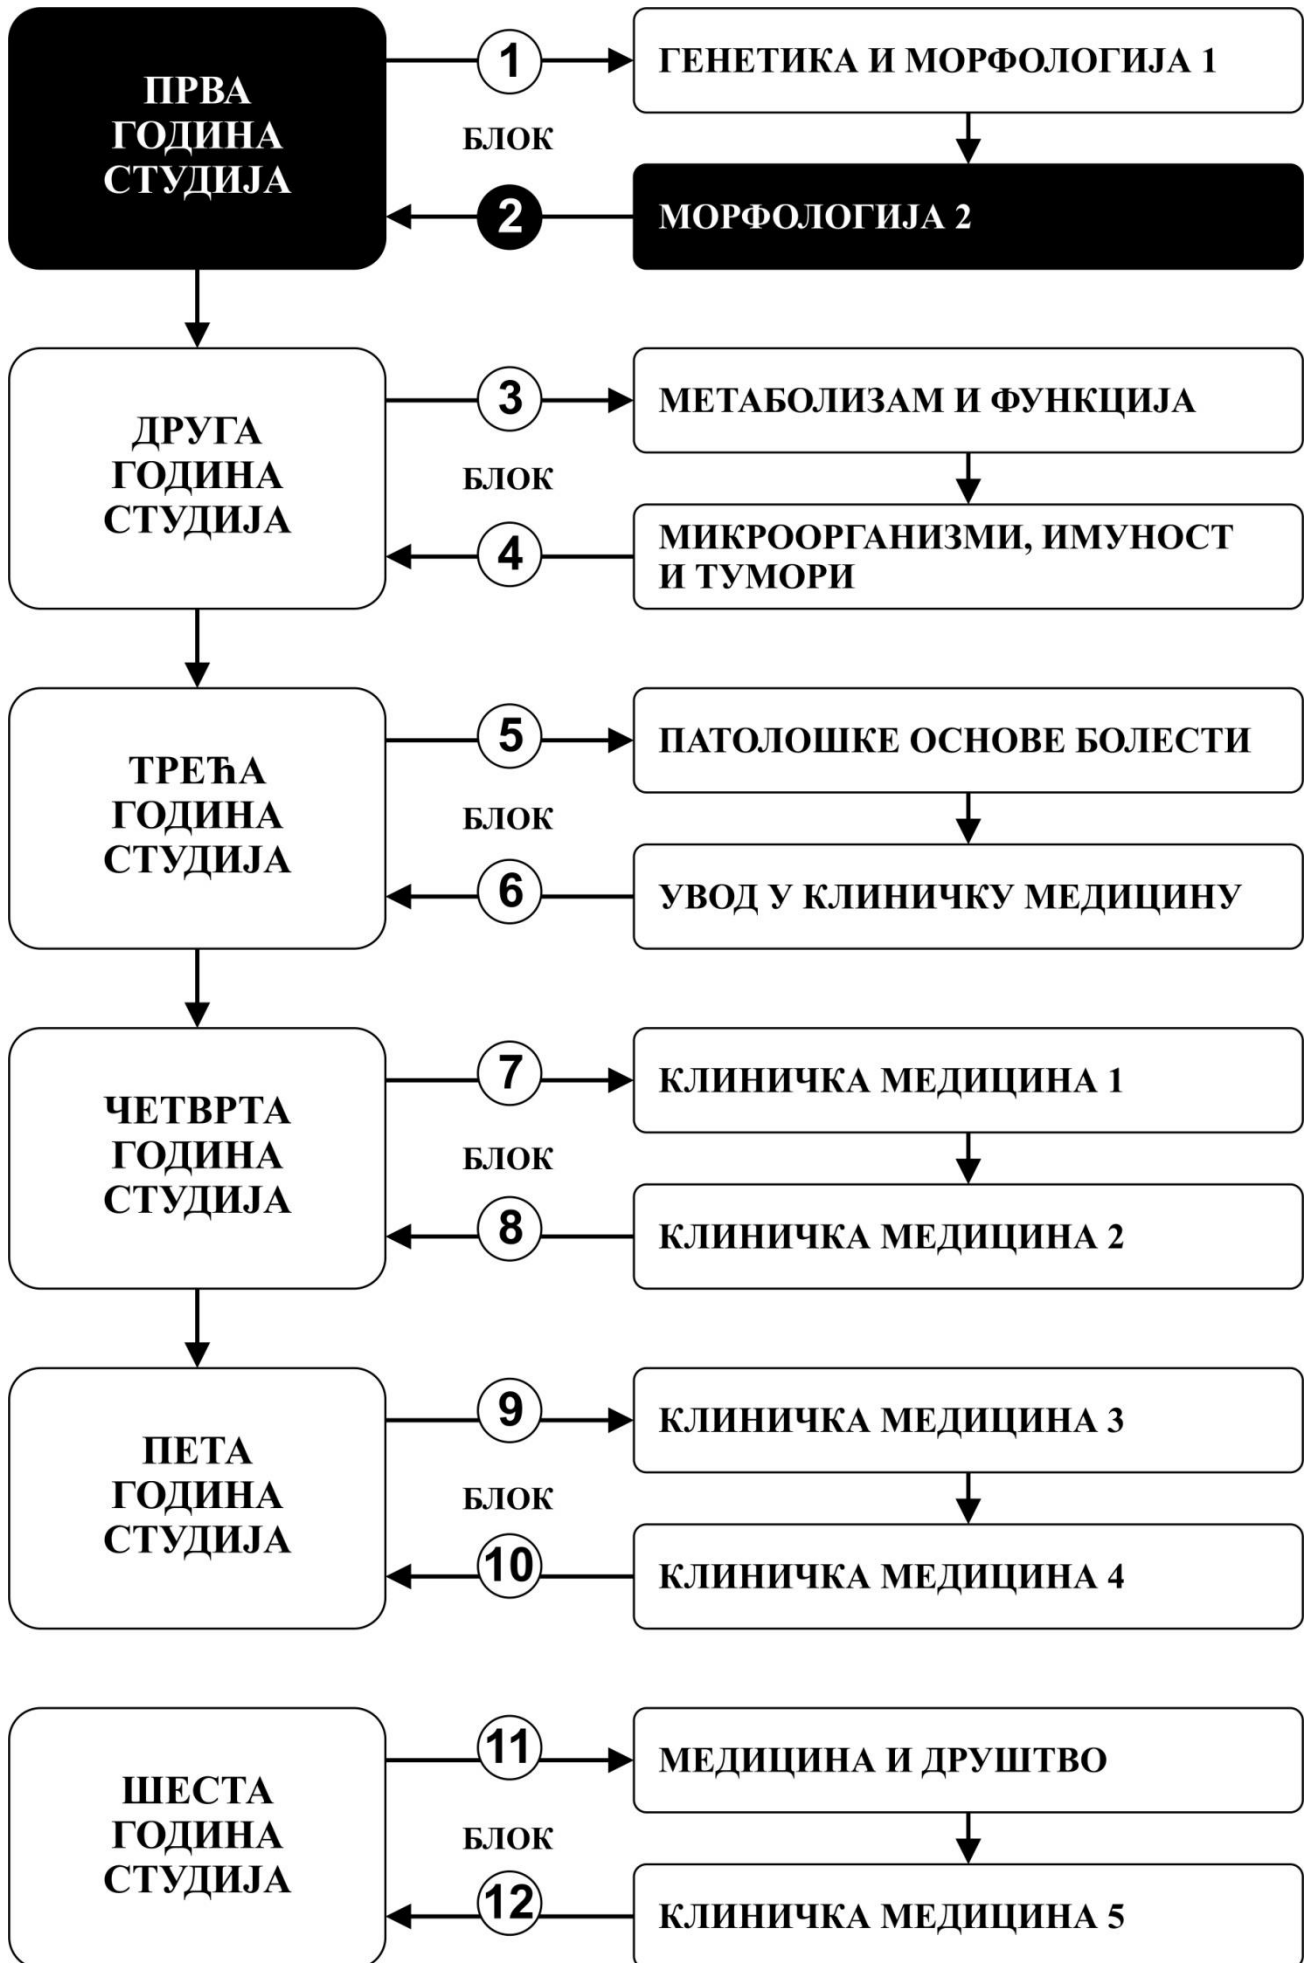 ПРВА
ГОДИНА
СТУДИЈА
1
ГЕНЕТИКА И МОРФОЛОГИЈА 1
БЛОК
2
МОРФОЛОГИЈА 2
ДРУГА
ГОДИНА
СТУДИЈА
3
МЕТАБОЛИЗАМ И ФУНКЦИЈА
БЛОК
4
МИКРООРГАНИЗМИ, ИМУНОСТ
И ТУМОРИ
ТРЕЋА
ГОДИНА
СТУДИЈА
5
ПАТОЛОШКЕ ОСНОВЕ БОЛЕСТИ
БЛОК
6
УВОД У КЛИНИЧКУ МЕДИЦИНУ
ЧЕТВРТА
ГОДИНА
СТУДИЈА
7
КЛИНИЧКА МЕДИЦИНА 1
БЛОК
8
КЛИНИЧКА МЕДИЦИНА 2
ПЕТА
ГОДИНА
СТУДИЈА
9
КЛИНИЧКА МЕДИЦИНА 3
БЛОК
10
КЛИНИЧКА МЕДИЦИНА 4
ШЕСТА
ГОДИНА
СТУДИЈА
11
МЕДИЦИНА И ДРУШТВО
БЛОК
12
КЛИНИЧКА МЕДИЦИНА 5